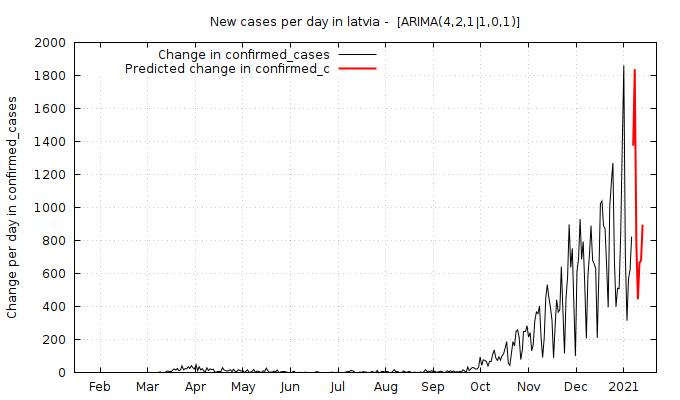 New cases per day in latvia -  [ARIMA(4,2,1|1,0,1)]
Change in confirmed_cases
Predicted change in confirmed_c
Change per day in confirmed_cases
2000
1800
1600
1400
1200
1000
800
600
400
200
0
Feb Mar Apr May Jun Jul Aug Sep Oct Nov Dec 2021